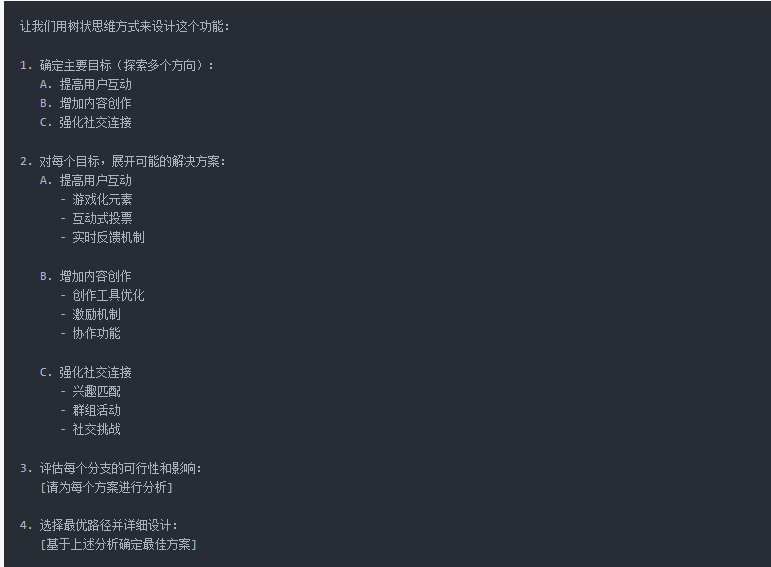 让我们用树状思维方式来设计这个功能:
1. 确定主要目标（探索多个方向）:
A. 提高用户互动
B. 增加内容创作
C. 强化社交连接
2. 对每个目标，展开可能的解决方案:
A. 提高用户互动
- 游戏化元素
- 互动式投票
- 实时反馈机制
B. 增加内容创作
- 创作工具优化
- 激励机制
- 协作功能
C. 强化社交连接
- 兴趣匹配
- 群组活动
- 社交挑战
3. 评估每个分支的可行性和影响:
[请为每个方案进行分析]
4. 选择最优路径并详细设计:
[基于上述分析确定最佳方案]